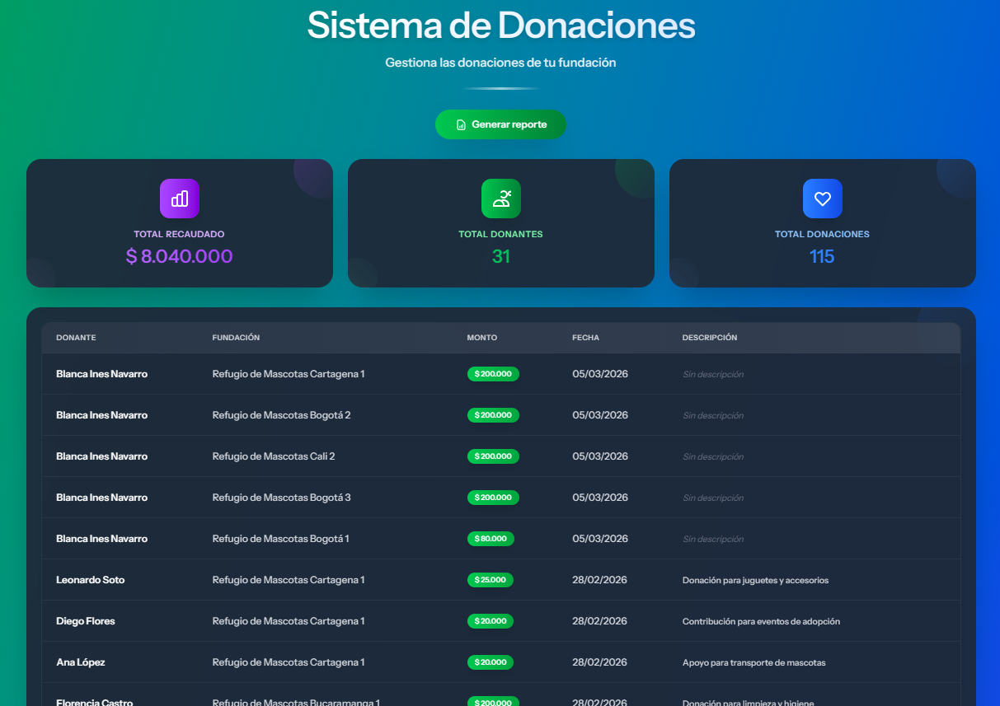 Sistema de Donaciones
Gestiona las donaciones de tu fundación
Generar reporte
TOTAL RECAUDADO
$ 8.040.000
TOTAL DONANTES
31
TOTAL DONACIONES
115
DONANTE FUNDACIÓN MONTO FECHA DESCRIPCIÓN
Blanca Ines Navarro Refugio de Mascotas Cartagena 1 $ 200.000 05/03/2026 Sin descripción
Blanca Ines Navarro Refugio de Mascotas Bogotá 2 $ 200.000 05/03/2026 Sin descripción
Blanca Ines Navarro Refugio de Mascotas Cali 2 $ 200.000 05/03/2026 Sin descripción
Blanca Ines Navarro Refugio de Mascotas Bogotá 3 $ 200.000 05/03/2026 Sin descripción
Blanca Ines Navarro Refugio de Mascotas Bogotá 1 $ 80.000 05/03/2026 Sin descripción
Leonardo Soto Refugio de Mascotas Cartagena 1 $ 25.000 28/02/2026 Donación para juguetes y accesorios
Diego Flores Refugio de Mascotas Cartagena 1 $ 20.000 28/02/2026 Contribución para eventos de adopción
Ana López Refugio de Mascotas Cartagena 1 $ 20.000 28/02/2026 Apoyo para transporte de mascotas
Florencia Castro Refugio de Mascotas Bucaramanga 1 $ 200.000 28/02/2026 Donación para limpieza y higiene